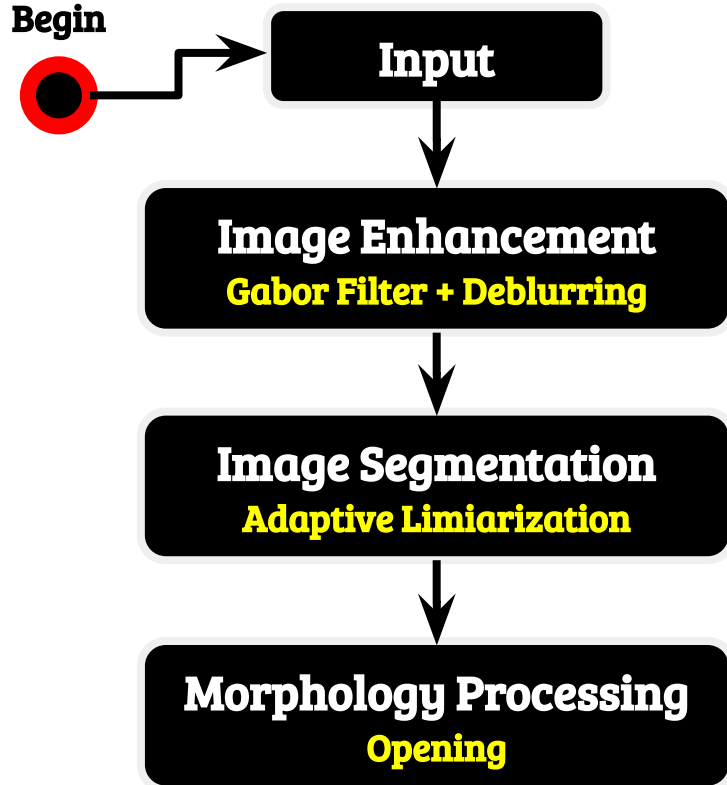 Begin
Input
Image Enhancement
Gabor Filter + Deblurring
Image Segmentation
Adaptive Limiarization
Morphology Processing
Opening